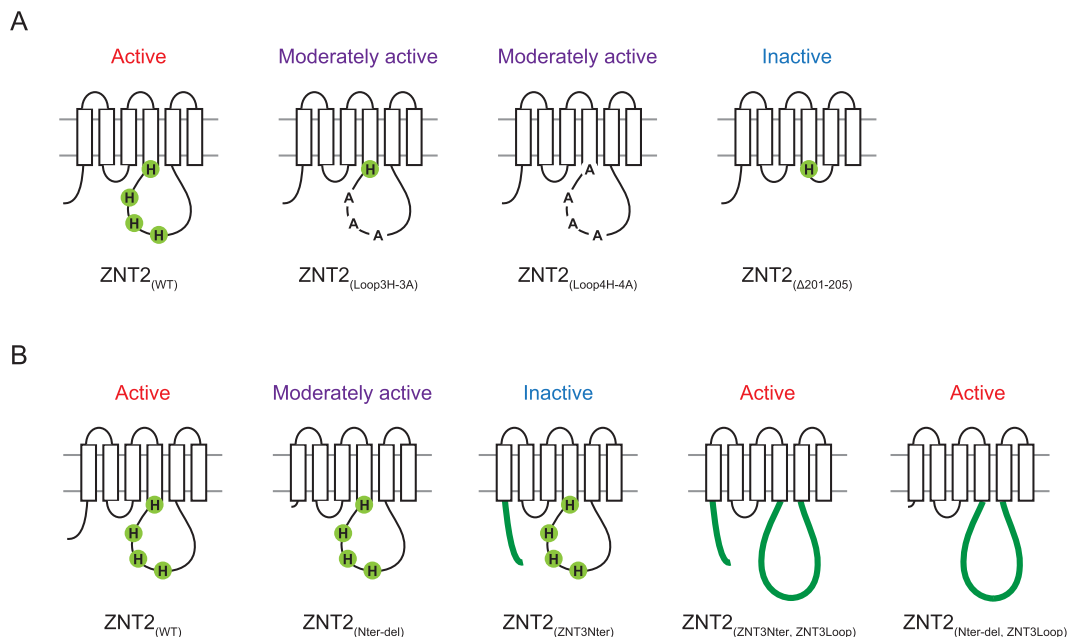 A
Active Moderately active Moderately active Inactive
H H
H A A H
H A A
H A A
ZNT2(WT) ZNT2(Loop3H-3A) ZNT2(Loop4H-4A) ZNT2(Δ201-205)
B
Active Moderately active Inactive Active Active
H H H
H H H
H H H
H H H
ZNT2(WT) ZNT2(Nter-del) ZNT2(ZNT3Nter) ZNT2(ZNT3Nter, ZNT3Loop) ZNT2(Nter-del, ZNT3Loop)